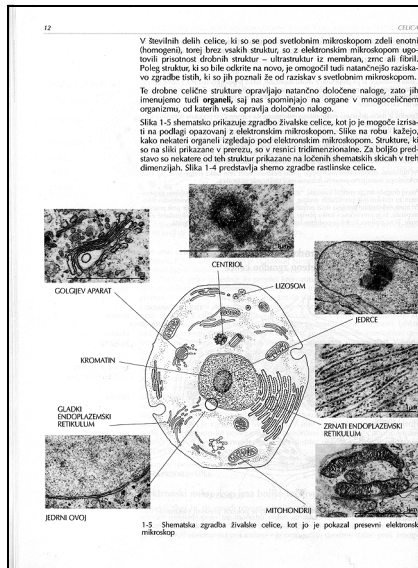 12
CELICA
V številnih delih celice, ki so se pod svetlobnim mikroskopom zdeli enotni
(homogeni), torej brez vsakih struktur, so z elektronskim mikroskopom ugo-
tovili prisotnost drobnih struktur – ultrastruktur iz membran, zrnc ali fibril.
Poleg struktur, ki so bile odkrite na novo, je omogočil tudi natančnejšo raziska-
vo zgradbe tistih, ki so jih poznali že od raziskav s svetlobnim mikroskopom.
Te drobne celične strukture opravljajo natančno določene naloge, zato jih
imenujemo tudi organeli, saj nas spominjajo na organe v mnogoceličnem
organizmu, od katerih vsak opravlja določeno nalogo.
Slika 1-5 shematsko prikazuje zgradbo živalske celice, kot jo je mogoče izrisa-
ti na podlagi opazovanj z elektronskim mikroskopom. Slike na robu kažejo,
kako nekateri organeli izgledajo pod elektronskim mikroskopom. Strukture, ki
so na sliki prikazane v prerezu, so v resnici tridimenzionalne. Za boljšo pred-
stavo so nekatere od teh struktur prikazane na ločenih shematskih skicah v treh
dimenzijah. Slika 1-4 predstavlja shemo zgradbe rastlinske celice.
CENTRIOL
GOLGIJEV APARAT
LIZOSOM
JEDRCE
KROMATIN
GLADKI
ENDOPLAZEMSKI
RETIKULUM
ZRNATI ENDOPLAZEMSKI
RETIKULUM
JEDRNI OVOJ
MITOHONDRIJ
1-5 Shematska zgradba živalske celice, kot jo je pokazal presevni elektronsk
mikroskop